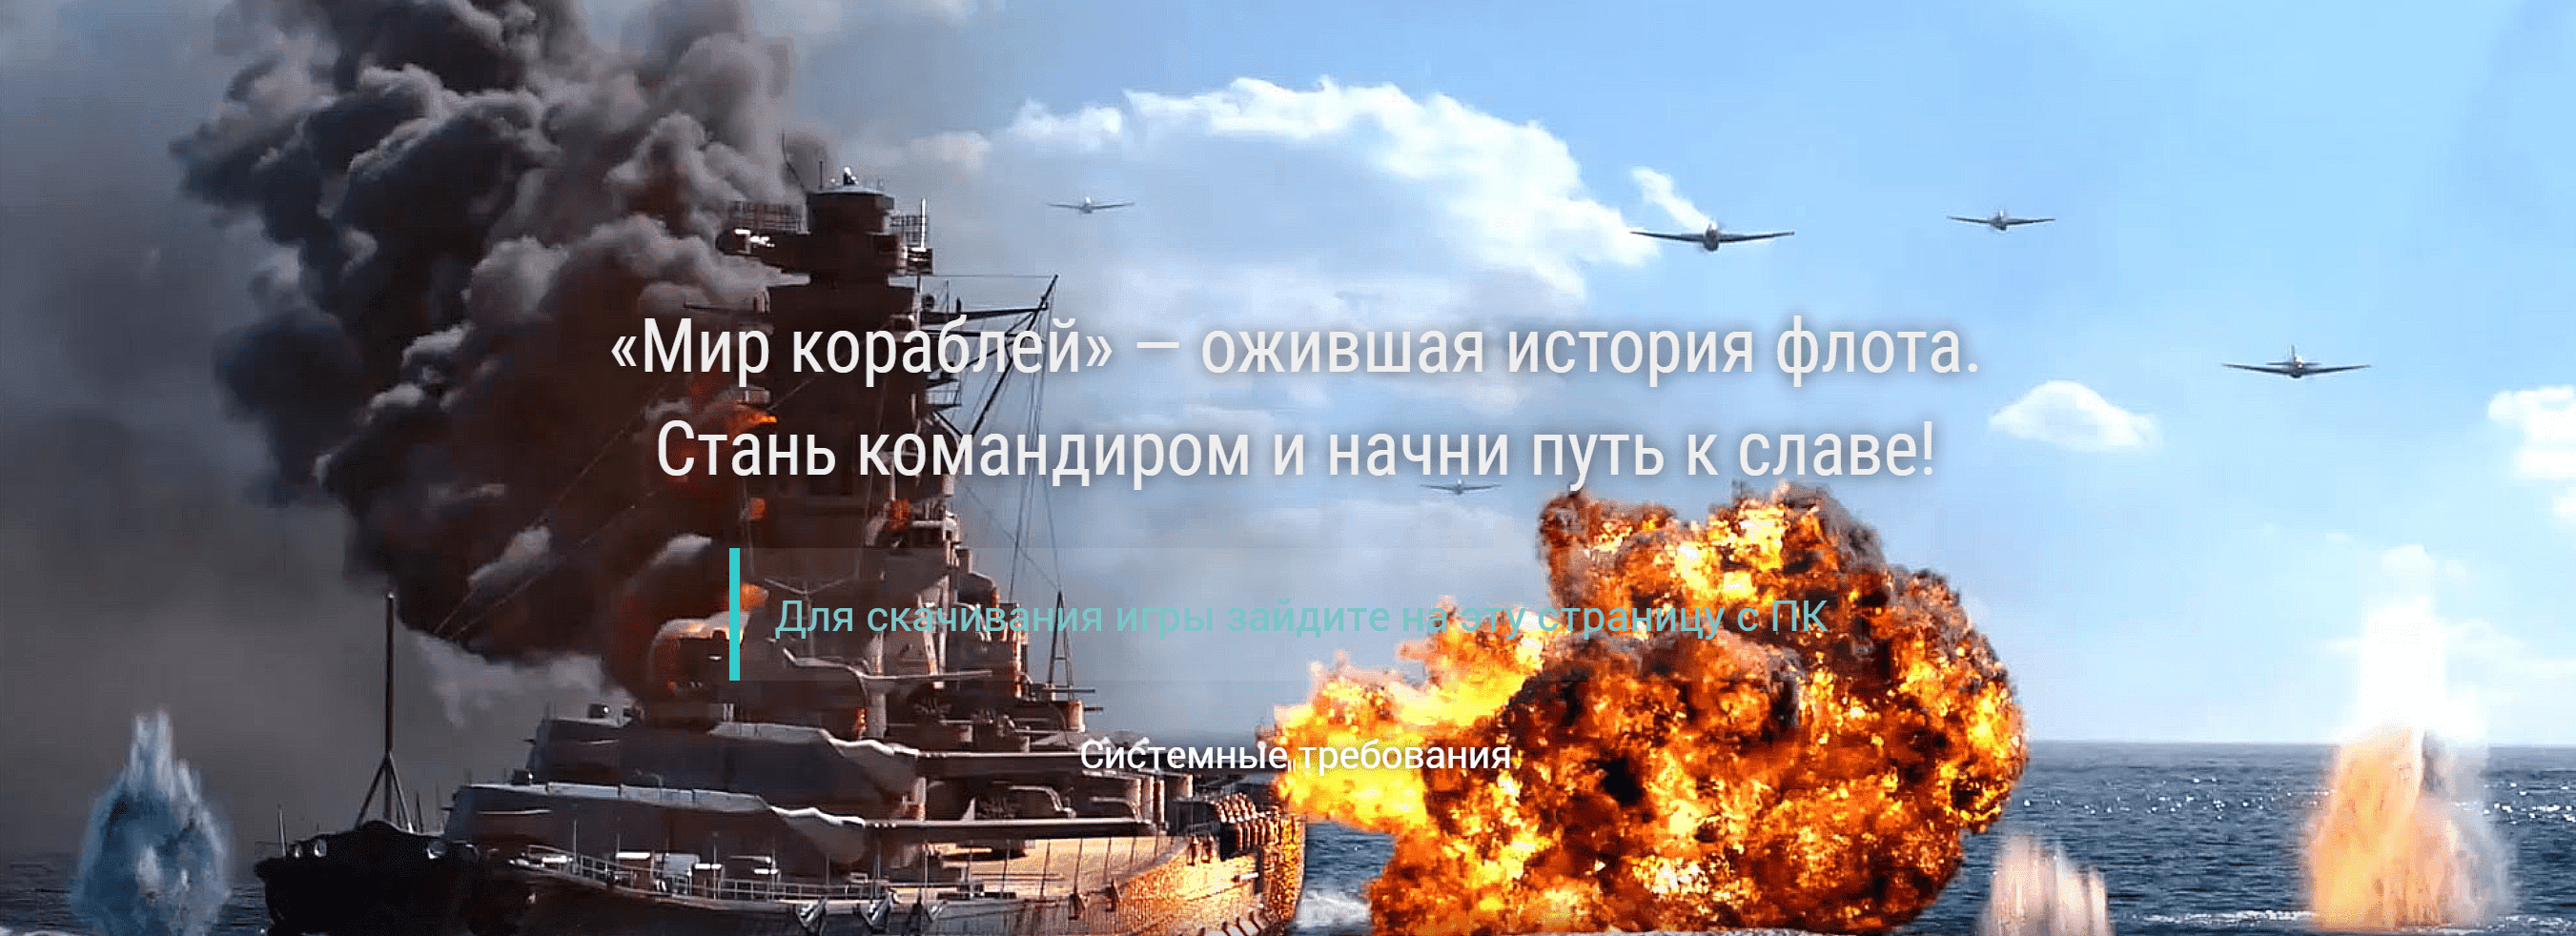 «Мир кораблей» — ожившая история флота.
Стань командиром и начни путь к славе!
Для скачивания игры зайдите на эту страницу с ПК
Системные требования